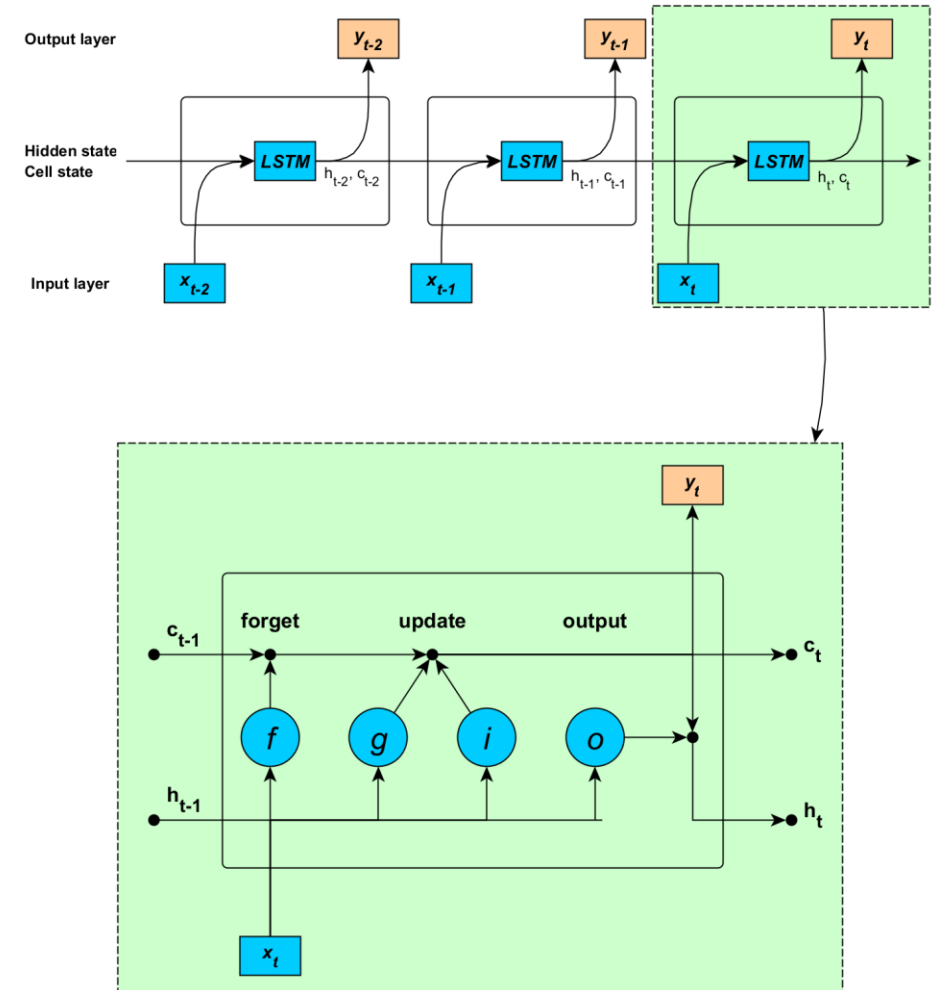 Output layer
y_{t-2}
y_{t-1}
y_t
Hidden state
Cell state
LSTM
h_{t-2}, c_{t-2}
LSTM
h_{t-1}, c_{t-1}
LSTM
h_t, c_t
Input layer
x_{t-2}
x_{t-1}
x_t
y_t
forget
update
output
c_{t-1}
c_t
f
g
i
o
h_{t-1}
h_t
x_t